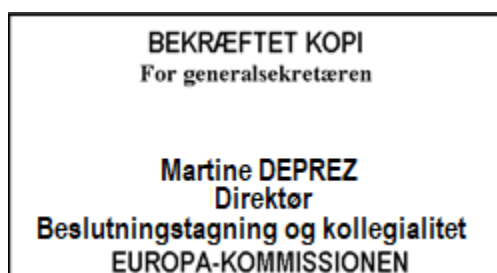 BEKRÆFTET KOPI
For generalsekretæren
Martine DEPREZ
Direktør
Beslutningstagning og kollegialitet
EUROPA-KOMMISSIONEN